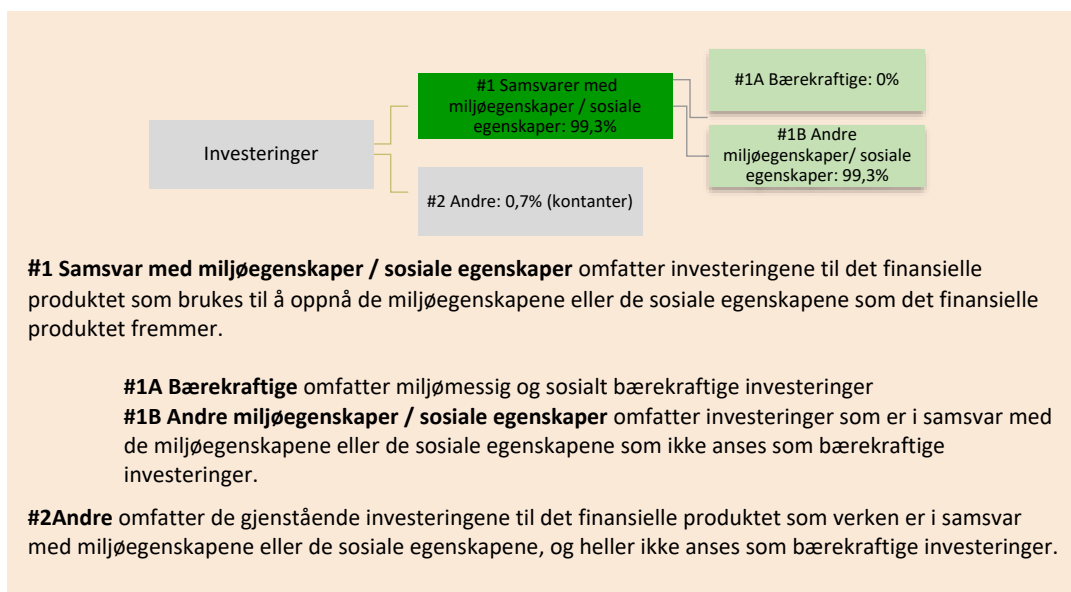 #1 Samsvarer med
miljøegenskaper / sosiale
egenskaper: 99,3%
#1A Bærekraftige: 0%
Investeringer
#1B Andre
miljøegenskaper/ sosiale
egenskaper: 99,3%
#2 Andre: 0,7% (kontanter)
#1 Samsvar med miljøegenskaper / sosiale egenskaper omfatter investeringene til det finansielle
produktet som brukes til å oppnå de miljøegenskapene eller de sosiale egenskapene som det finansielle
produktet fremmer.
#1A Bærekraftige omfatter miljømessig og sosialt bærekraftige investeringer
#1B Andre miljøegenskaper / sosiale egenskaper omfatter investeringer som er i samsvar med
de miljøegenskapene eller de sosiale egenskapene som ikke anses som bærekraftige
investeringer.
#2Andre omfatter de gjenstående investeringene til det finansielle produktet som verken er i samsvar
med miljøegenskapene eller de sosiale egenskapene, og heller ikke anses som bærekraftige investeringer.